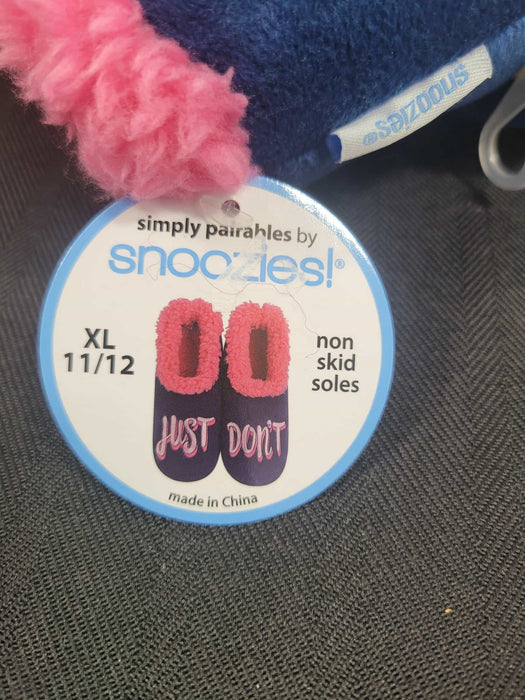 snoozies®
simply pairables by
snoozies!®
XL
11/12
non
skid
soles
JUST DON'T
made in China